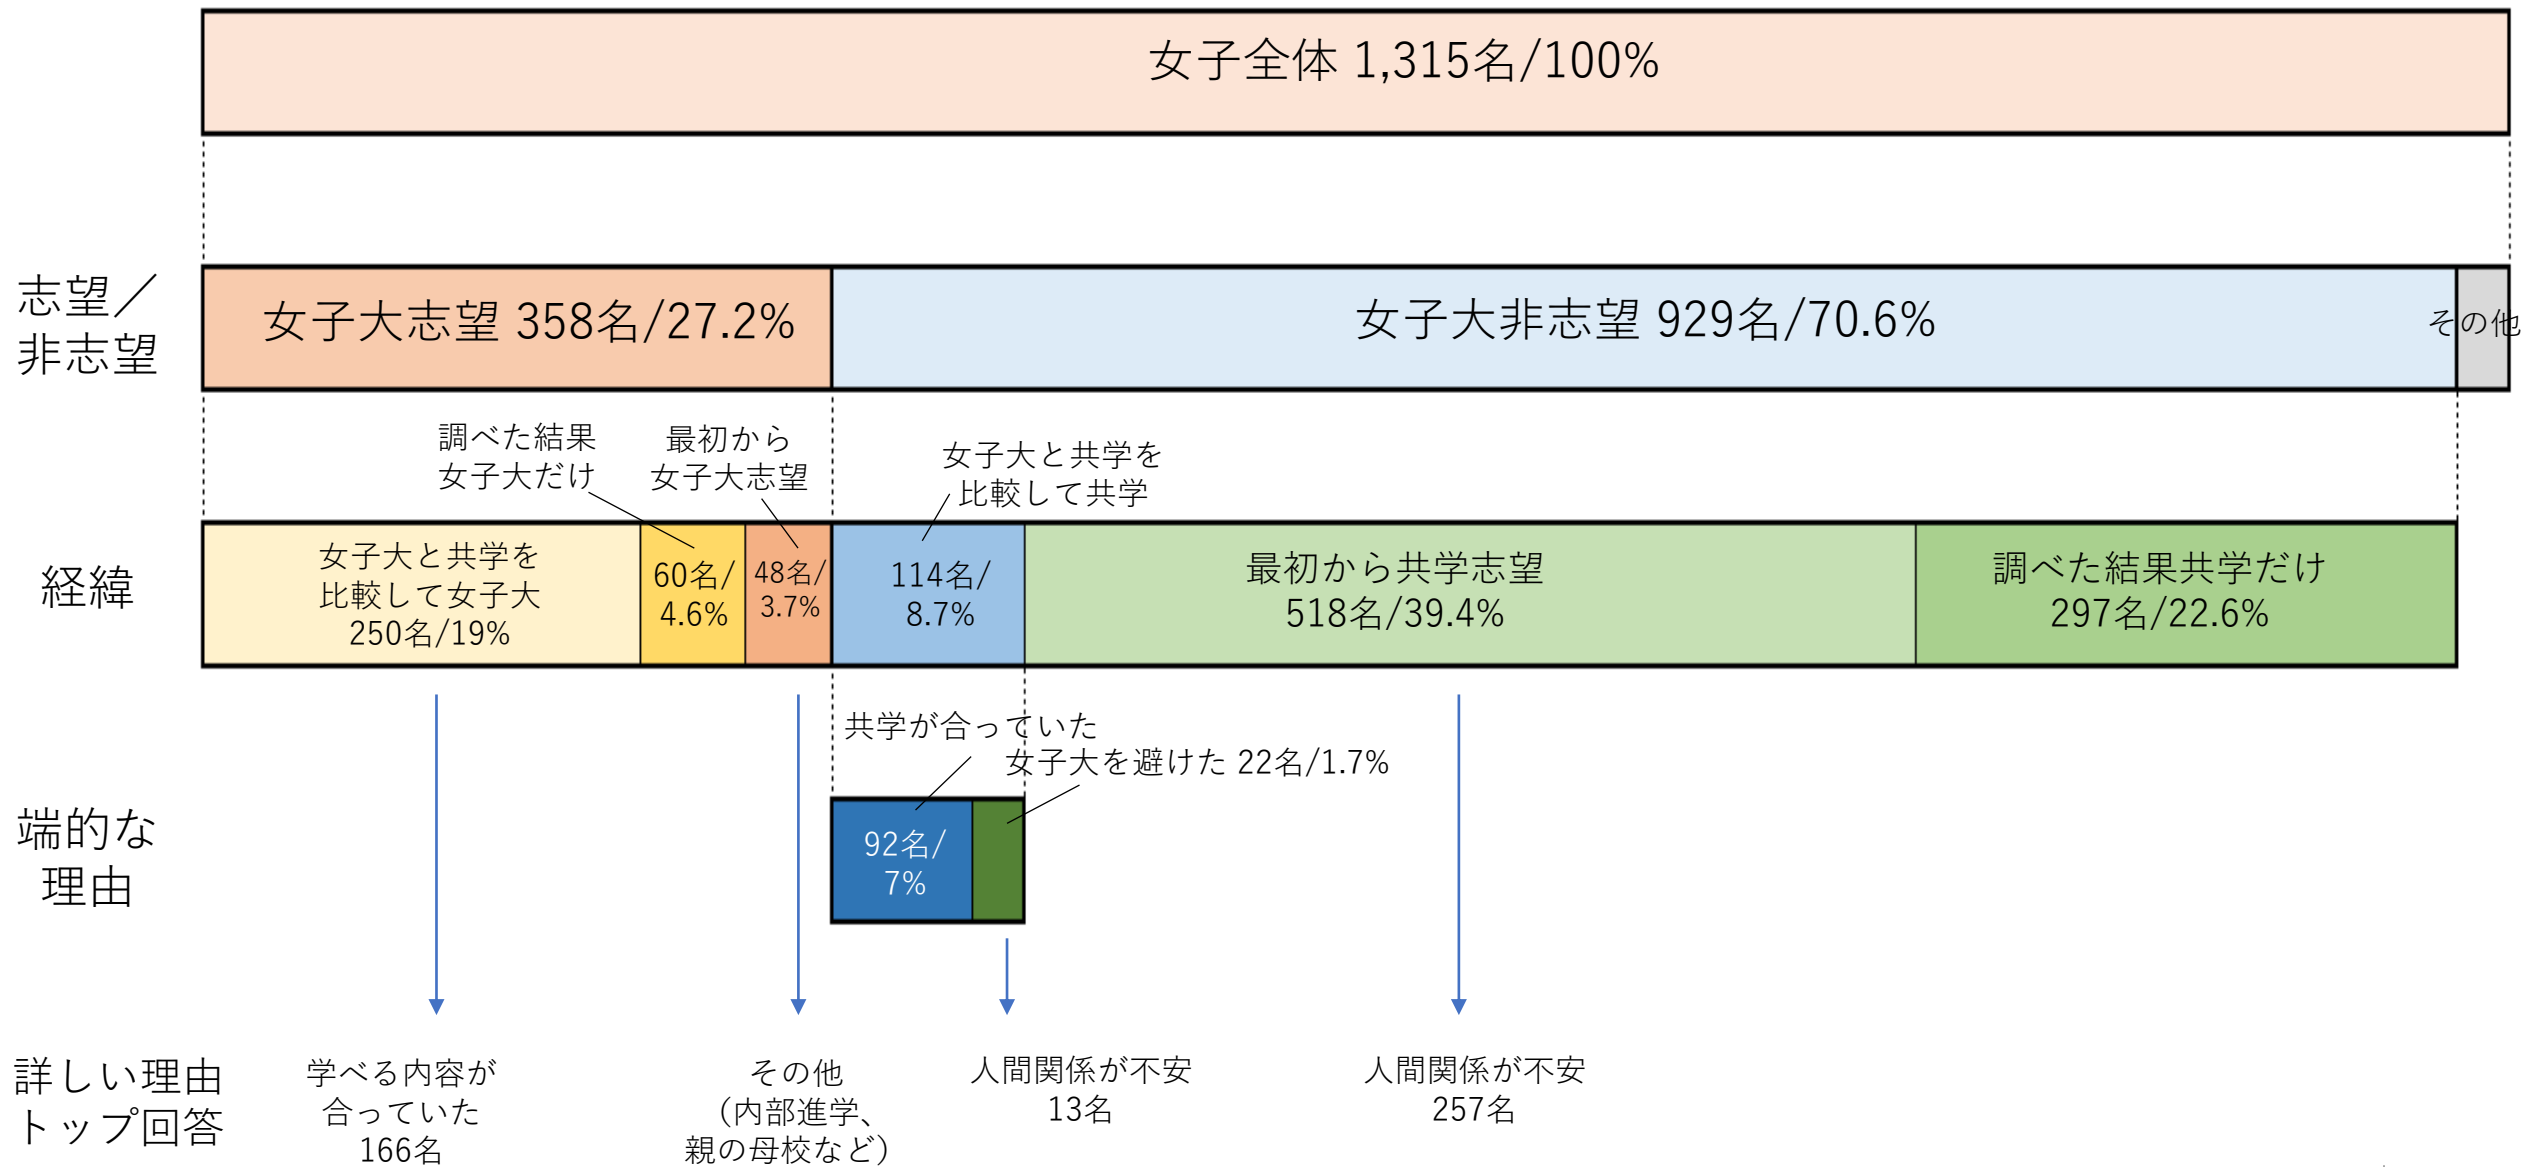 女子全体 1,315名/100%
志望／
非志望
女子大志望 358名/27.2%
女子大非志望 929名/70.6%
その他
調べた結果
女子大だけ
最初から
女子大志望
女子大と共学を
比較して共学
経緯
女子大と共学を
比較して女子大
250名/19%
60名/
4.6%
48名/
3.7%
114名/
8.7%
最初から共学志望
518名/39.4%
調べた結果共学だけ
297名/22.6%
共学が合っていた
女子大を避けた 22名/1.7%
端的な
理由
92名/
7%
詳しい理由
トップ回答
学べる内容が
合っていた
166名
その他
（内部進学、
親の母校など）
人間関係が不安
13名
人間関係が不安
257名